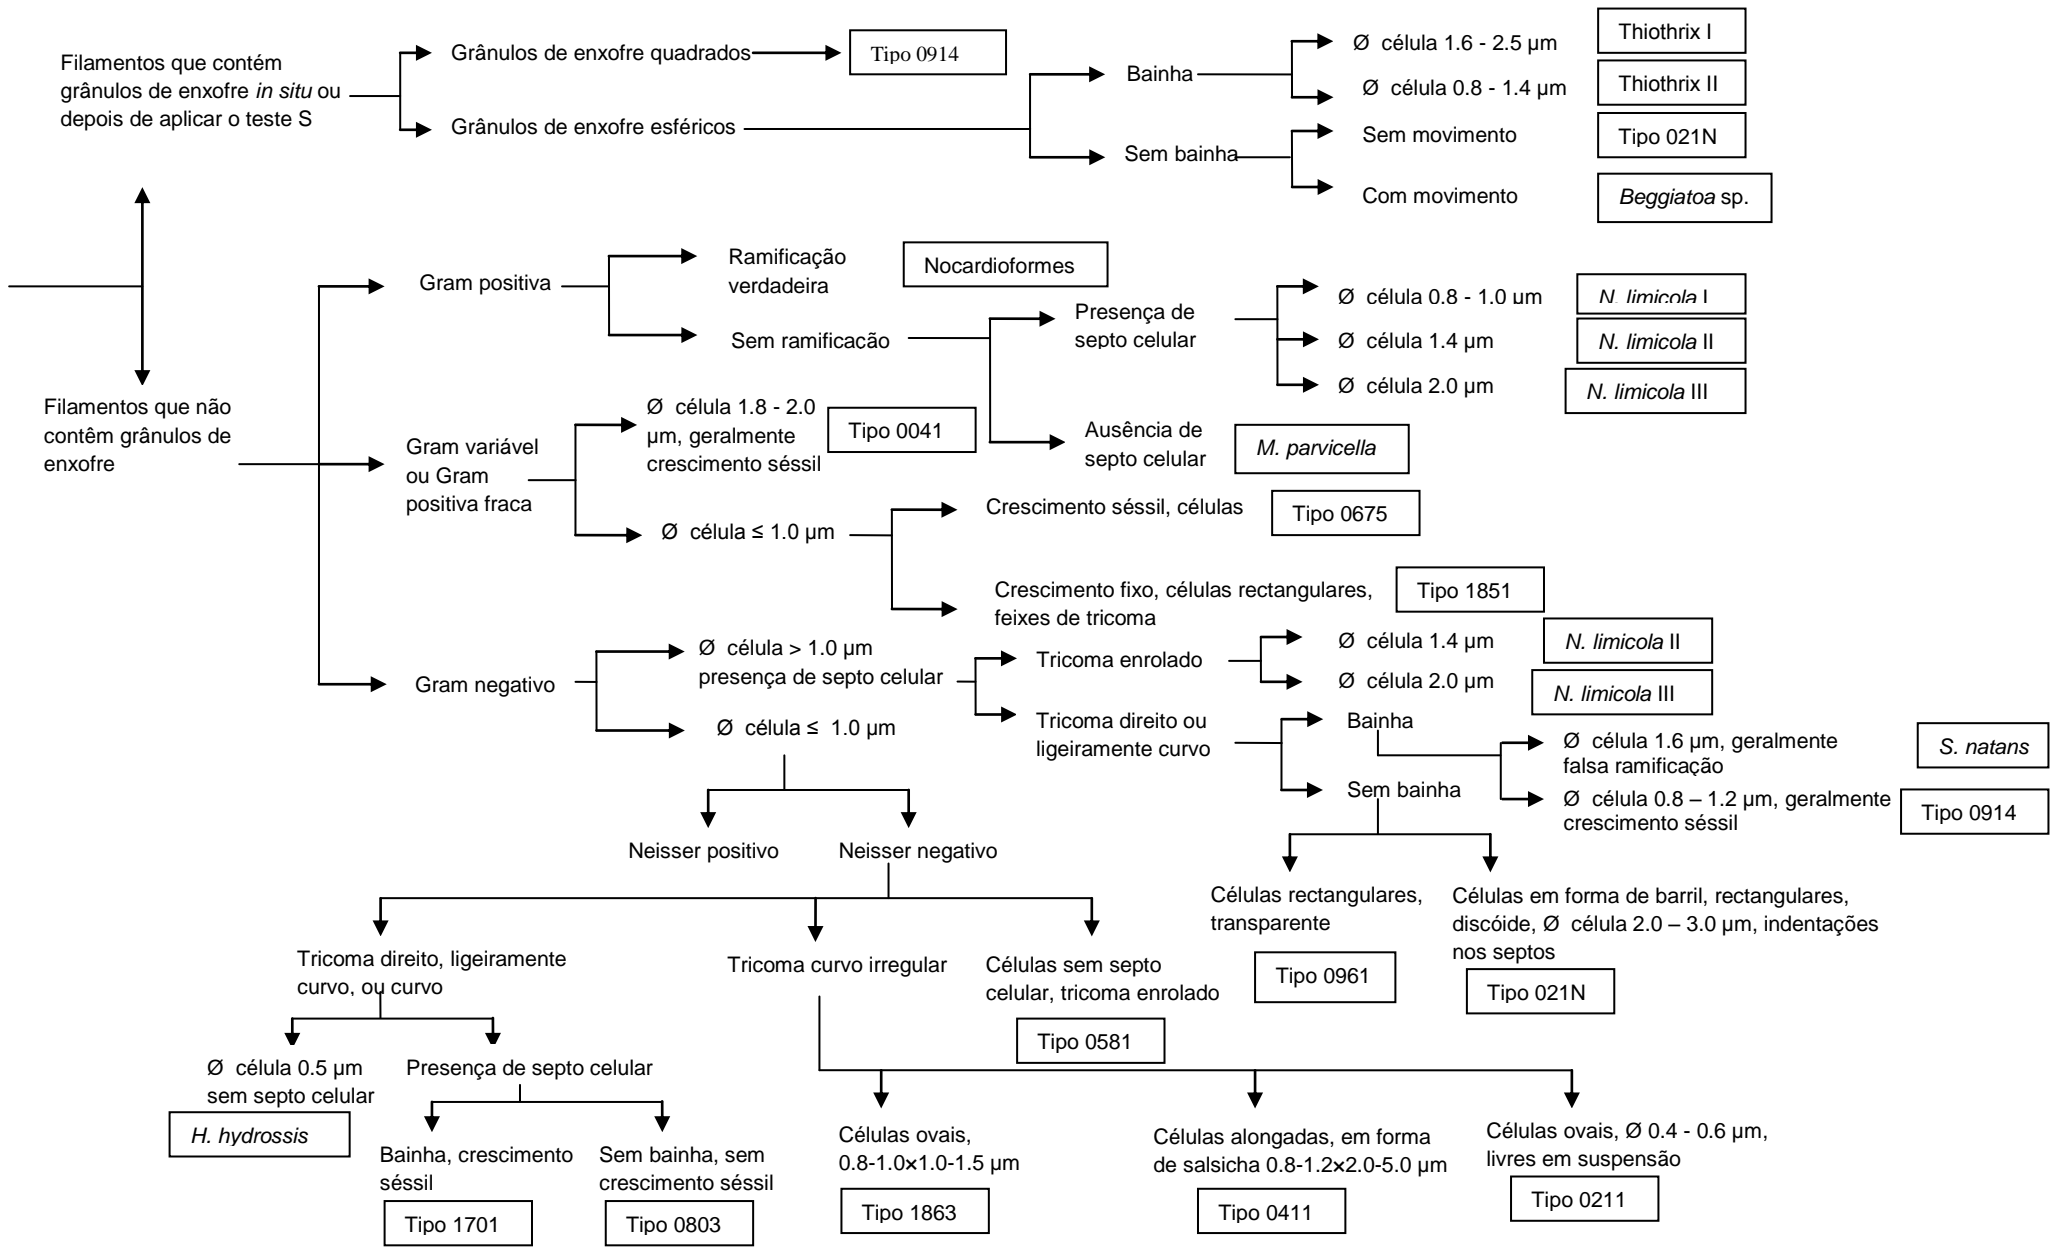 Filamentos que contém
grânulos de enxofre in situ ou
depois de aplicar o teste S
Grânulos de enxofre quadrados
Tipo 0914
Grânulos de enxofre esféricos
Bainha
Ø célula 1.6 - 2.5 µm
Thiothrix I
Ø célula 0.8 - 1.4 µm
Thiothrix II
Sem bainha
Sem movimento
Tipo 021N
Com movimento
Beggiatoa sp.
Filamentos que não
contêm grânulos de
enxofre
Gram positiva
Ramificação
verdadeira
Nocardioformes
Sem ramificação
Presença de
septo celular
Ø célula 0.8 - 1.0 µm
N. limicola I
Ø célula 1.4 µm
N. limicola II
Ø célula 2.0 µm
N. limicola III
Ausência de
septo celular
M. parvicella
Gram variável
ou Gram
positiva fraca
Ø célula 1.8 - 2.0
µm, geralmente
crescimento séssil
Tipo 0041
Ø célula ≤ 1.0 µm
Crescimento séssil, células
Tipo 0675
Crescimento fixo, células rectangulares,
feixes de tricoma
Tipo 1851
Gram negativo
Ø célula > 1.0 µm
presença de septo celular
Tricoma enrolado
Ø célula 1.4 µm
N. limicola II
Ø célula 2.0 µm
N. limicola III
Tricoma direito ou
ligeiramente curvo
Bainha
Ø célula 1.6 µm, geralmente
falsa ramificação
S. natans
Ø célula 0.8 – 1.2 µm, geralmente
crescimento séssil
Tipo 0914
Sem bainha
Células rectangulares,
transparente
Tipo 0961
Células em forma de barril, rectangulares,
discóide, Ø célula 2.0 – 3.0 µm, indentações
nos septos
Tipo 021N
Ø célula ≤ 1.0 µm
Neisser positivo
Neisser negativo
Tricoma direito, ligeiramente
curvo, ou curvo
Ø célula 0.5 µm
sem septo celular
H. hydrossis
Presença de septo celular
Bainha, crescimento
séssil
Tipo 1701
Sem bainha, sem
crescimento séssil
Tipo 0803
Tricoma curvo irregular
Células ovais,
0.8-1.0×1.0-1.5 µm
Tipo 1863
Células alongadas, em forma
de salsicha 0.8-1.2×2.0-5.0 µm
Tipo 0411
Células ovais, Ø 0.4 - 0.6 µm,
livres em suspensão
Tipo 0211
Células sem septo
celular, tricoma enrolado
Tipo 0581